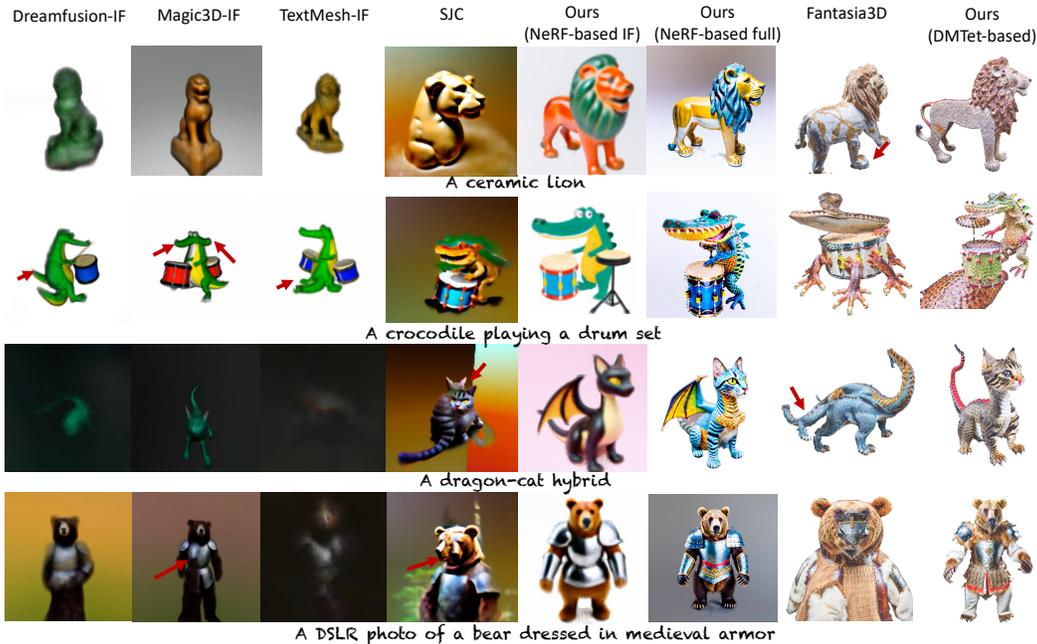 Dreamfusion-IF Magic3D-IF TextMesh-IF SJC Ours Ours Fantasia3D Ours
(NeRF-based IF) (NeRF-based full) (DMTet-based)
A ceramic lion
A crocodile playing a drum set
A dragon-cat hybrid
A DSLR photo of a bear dressed in medieval armor